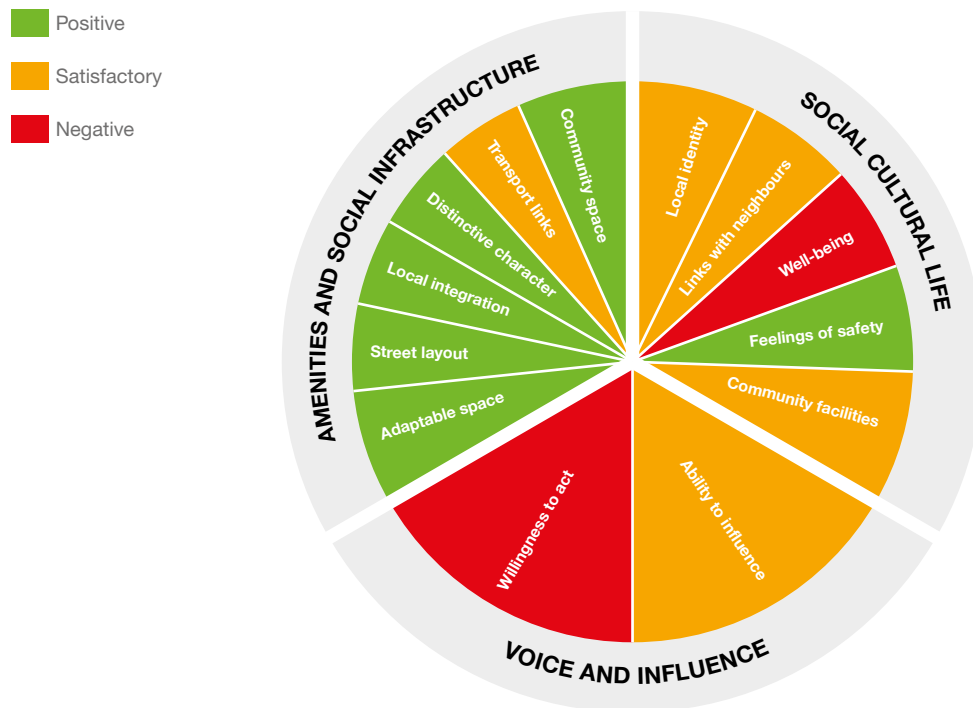 Positive
Satisfactory
Negative
AMENITIES AND SOCIAL INFRASTRUCTURE
Community space
Transport links
Distinctive character
Local integration
Street layout
Adaptable space
SOCIAL CULTURAL LIFE
Local identity
Links with neighbours
Well-being
Feelings of safety
Community facilities
VOICE AND INFLUENCE
Willingness to act
Ability to influence